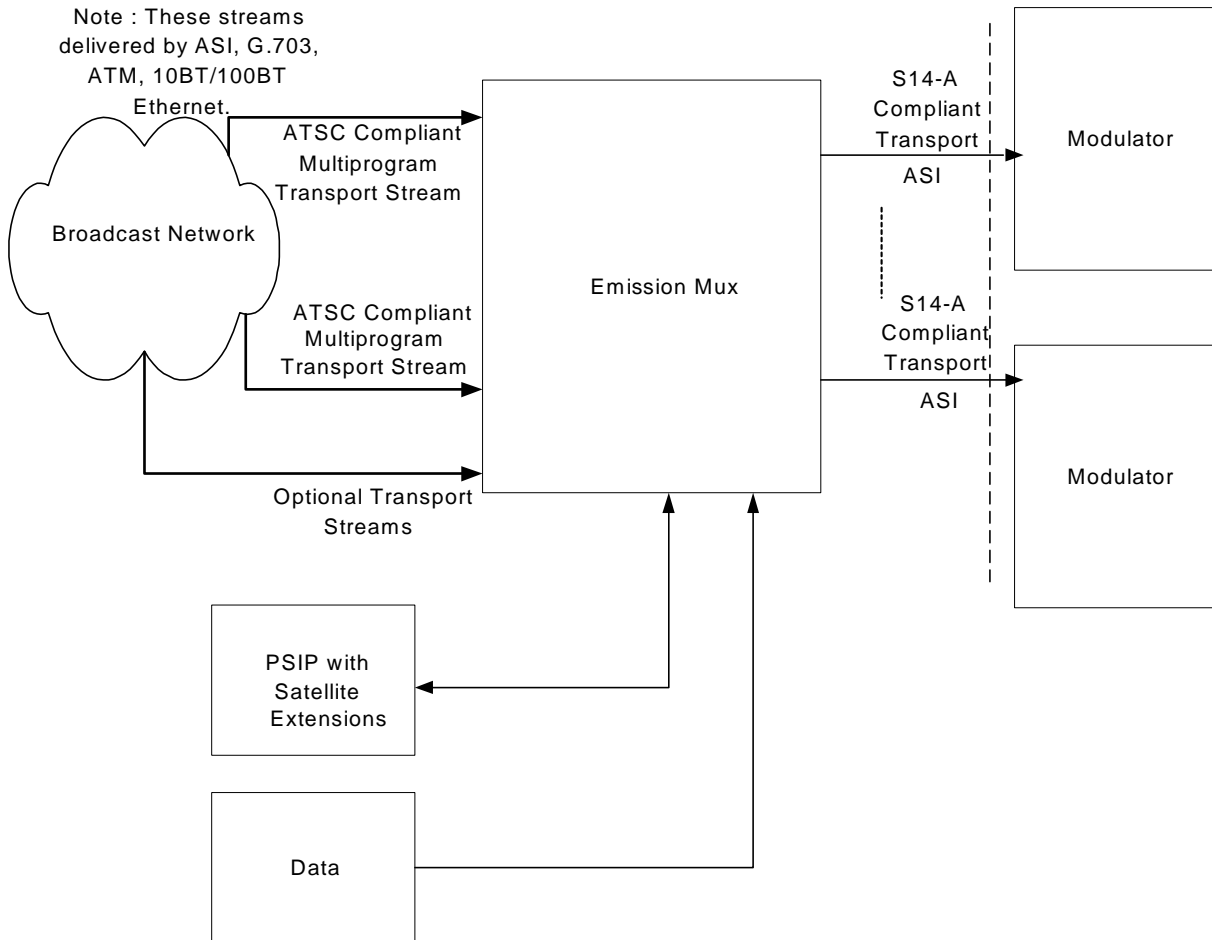 Note : These streams
delivered by ASI, G.703,
ATM, 10BT/100BT
Ethernet.
ATSC Compliant
Multiprogram
Transport Stream
Broadcast Network
ATSC Compliant
Multiprogram
Transport Stream
Optional Transport
Streams
Emission Mux
S14-A
Compliant
Transport
ASI
Modulator
S14-A
Compliant
Transport
ASI
Modulator
PSIP with
Satellite
Extensions
Data